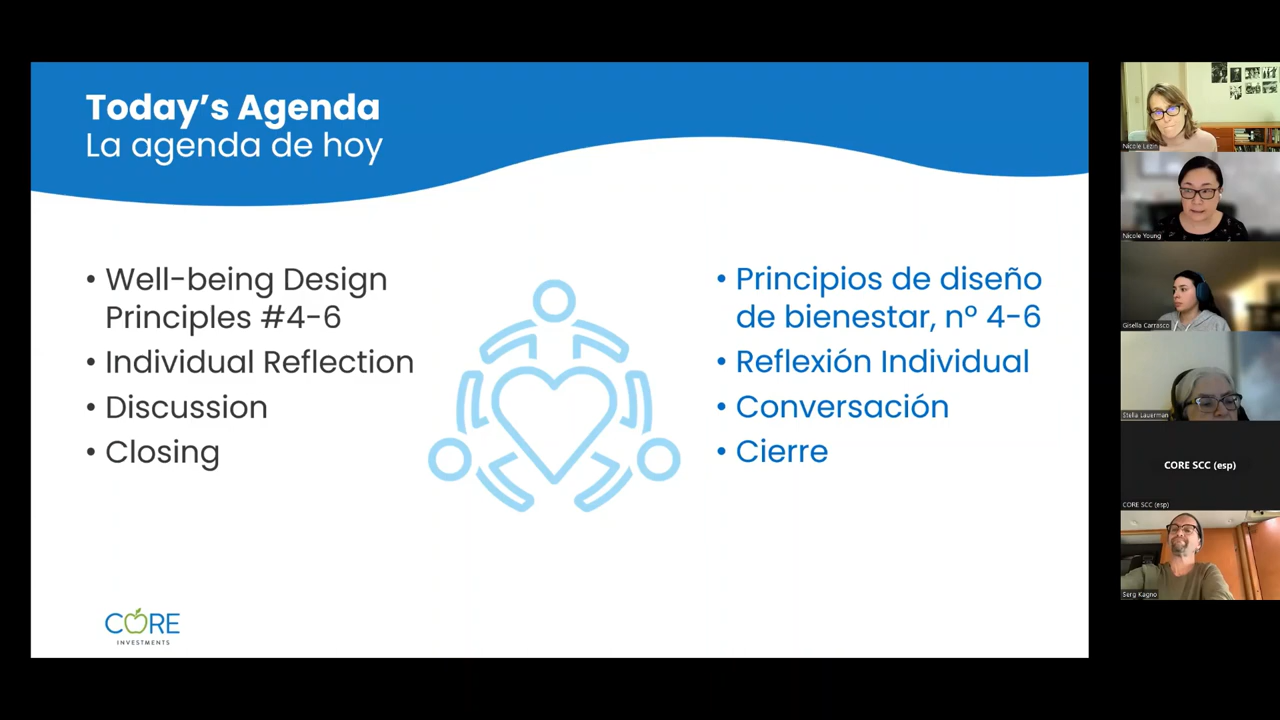 Today's Agenda
La agenda de hoy
• Well-being Design
Principles #4-6
• Individual Reflection
• Discussion
• Closing
• Principios de diseño
de bienestar, nº 4-6
• Reflexión Individual
• Conversación
• Cierre
CORE
INVESTMENTS
Nicole Lezin
Nicole Young
Gisella Carrasco
Stella Lauerman
CORE SCC (esp)
CORE SCC (esp)
Serg Kagno